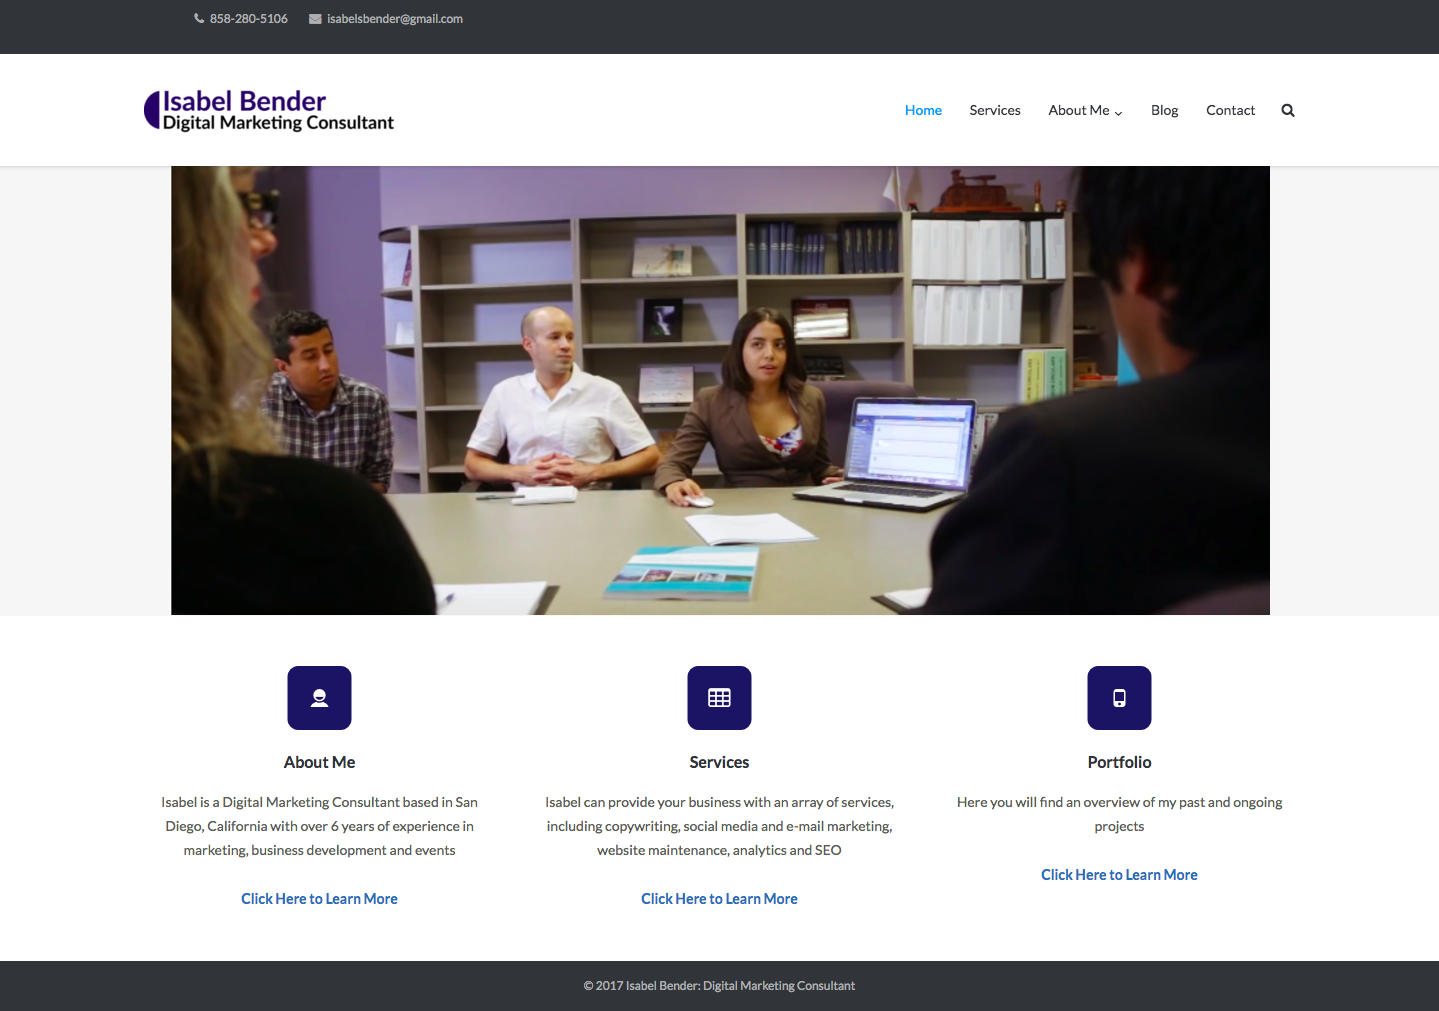 858-280-5106 isabelsbender@gmail.com
Isabel Bender
Digital Marketing Consultant
Home Services About Me Blog Contact
About Me
Isabel is a Digital Marketing Consultant based in San
Diego, California with over 6 years of experience in
marketing, business development and events
Click Here to Learn More
Services
Isabel can provide your business with an array of services,
including copywriting, social media and e-mail marketing,
website maintenance, analytics and SEO
Click Here to Learn More
Portfolio
Here you will find an overview of my past and ongoing
projects
Click Here to Learn More
© 2017 Isabel Bender: Digital Marketing Consultant